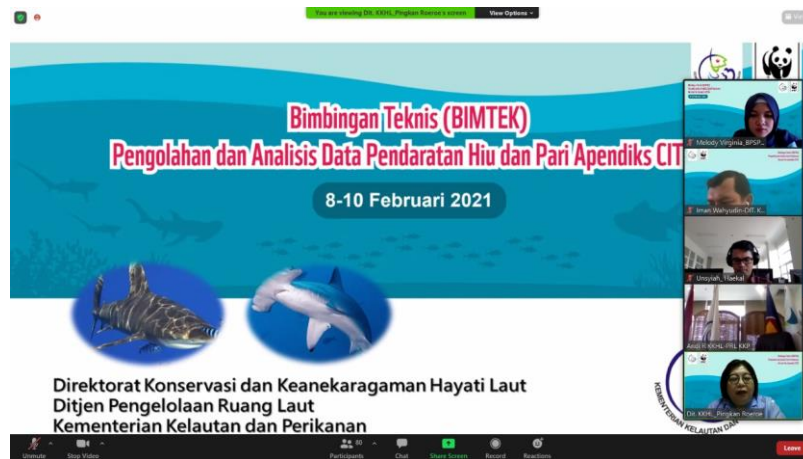 You are viewing Dit. KKHL_Pingkan Roeroe's screen
View Options
Bimbingan Teknis (BIMTEK)
Pengolahan dan Analisis Data Pendaratan Hiu dan Pari Apendiks CIT
8-10 Februari 2021
Direktorat Konservasi dan Keanekaragaman Hayati Laut
Ditjen Pengelolaan Ruang Laut
Kementerian Kelautan dan Perikanan
Melody Virginia_BPSP...
Iman Wahyudin-DIT. K...
Unsyiah_Haekal
Dit. KKHL_Pingkan Roeroe
KELAUTAN DAN
Unmute
Stop Video
Participants
Chat
Share Screen
Record
Reactions
Leave